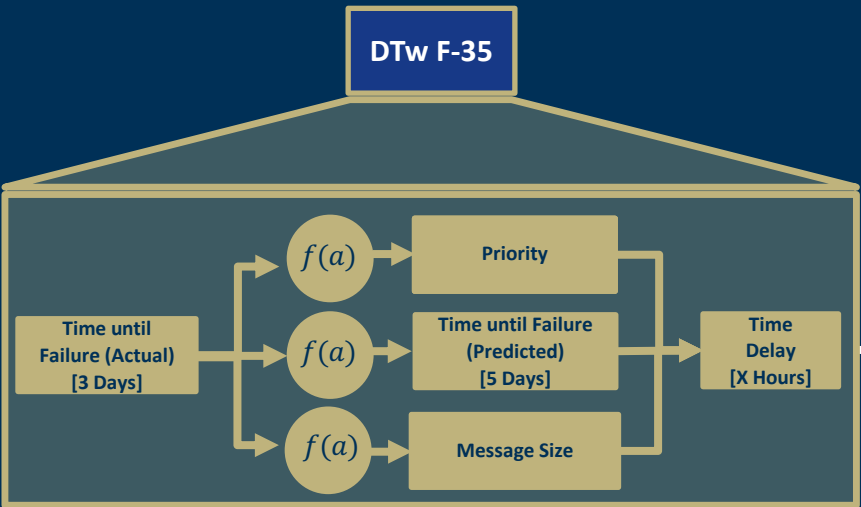 DTw F-35
f(a)
Priority
Time until
Failure (Actual)
[3 Days]
f(a)
Time until Failure
(Predicted)
[5 Days]
Time
Delay
[X Hours]
f(a)
Message Size